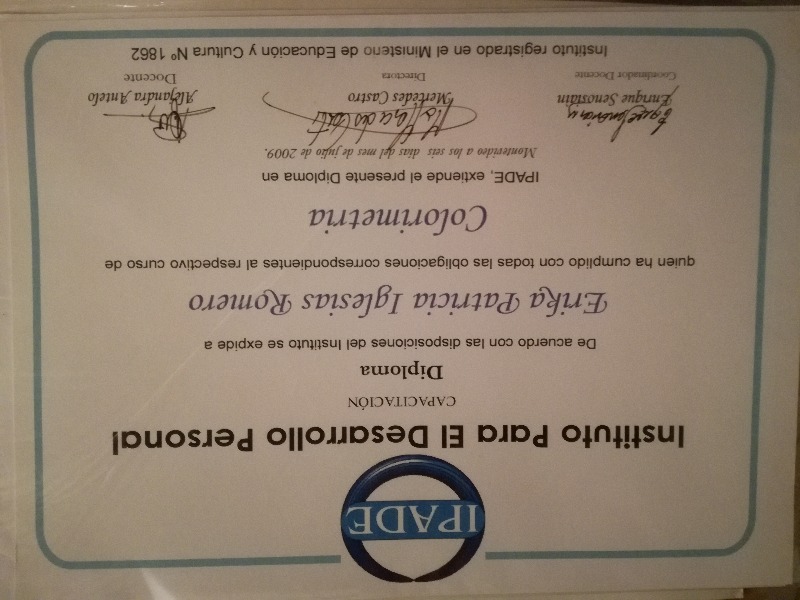 IPADE
Instituto Para El Desarrollo Personal
CAPACITACIÓN
Diploma
De acuerdo con las disposiciones del Instituto se expide a
Erika Patricia Iglesias Romero
quien ha cumplido con todas las obligaciones correspondientes al respectivo curso de
Colorimetria
IPADE, extiende el presente Diploma en
Montevideo a los seis días del mes de julio de 2009.
Enrique Senostiain
Coordinador Docente
Mercedes Castro
Directora
Alejandra Antelo
Docente
Instituto registrado en el Ministerio de Educación y Cultura Nº 1862